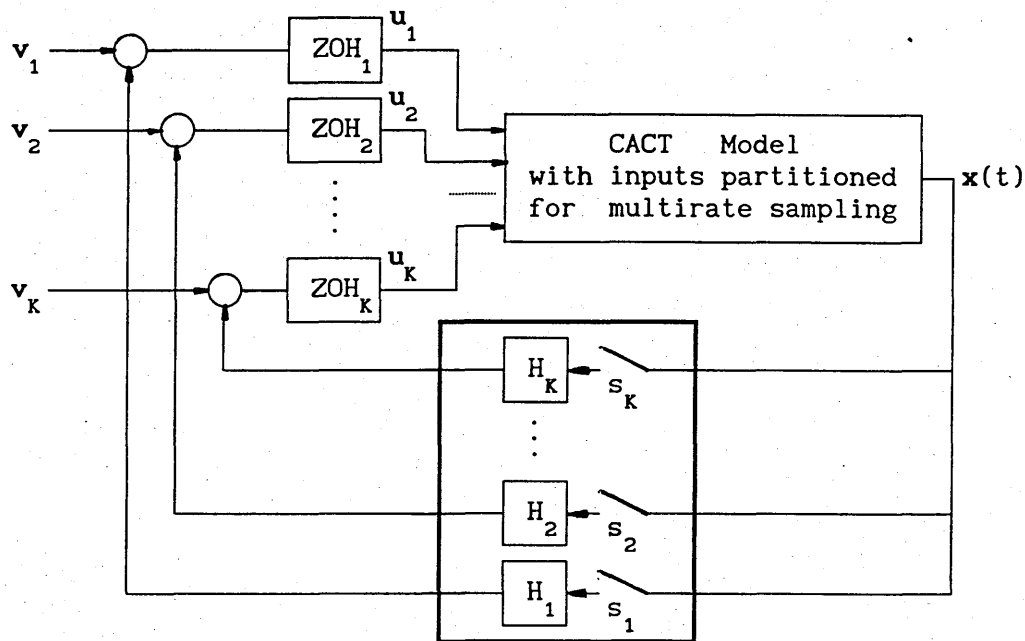 v1
ZOH1
u1
v2
ZOH2
u2
CACT Model
with inputs partitioned
for multirate sampling
x(t)
vK
ZOHK
uK
HK
sK
H2
s2
H1
s1